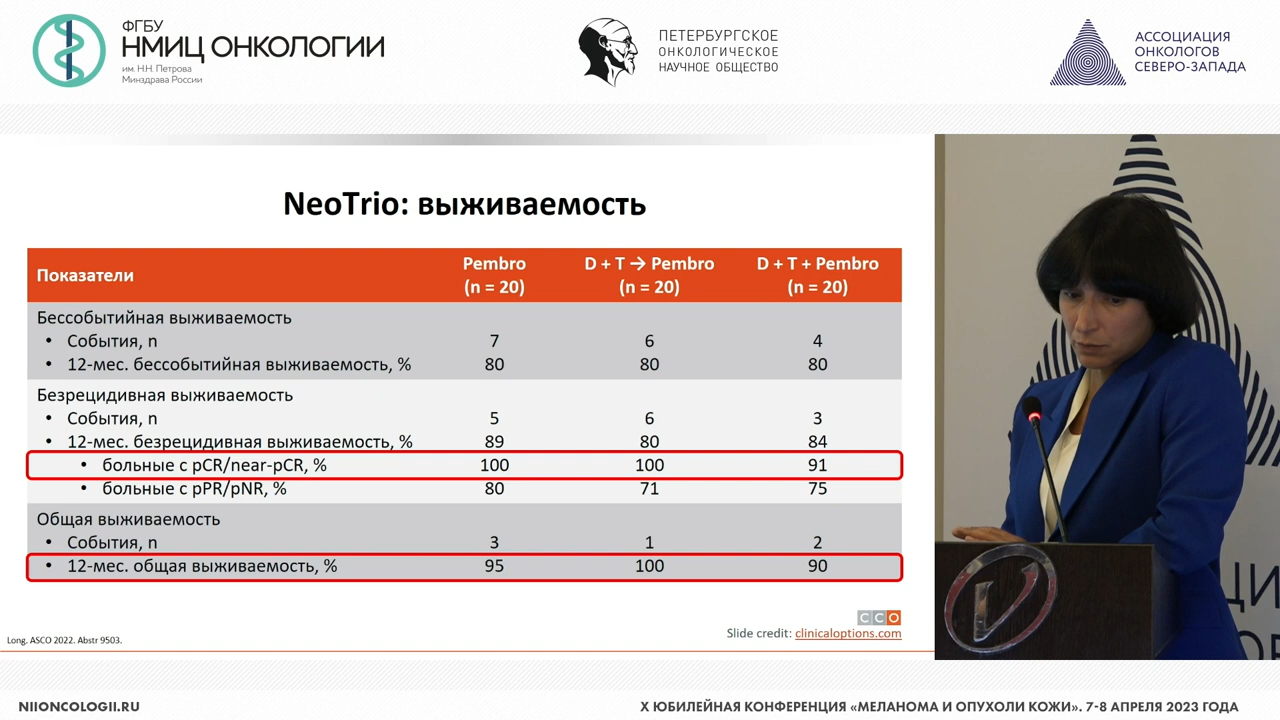 ФГБУ
НМИЦ ОНКОЛОГИИ
им. Н.Н. Петрова
Минздрава России
ПЕТЕРБУРГСКОЕ
ОНКОЛОГИЧЕСКОЕ
НАУЧНОЕ ОБЩЕСТВО
АССОЦИАЦИЯ
ОНКОЛОГОВ
СЕВЕРО-ЗАПАДА
NeoTrio: выживаемость
Показатели Pembro (n = 20) D + T → Pembro (n = 20) D + T + Pembro (n = 20)
Бессобытийная выживаемость
• События, n 7 6 4
• 12-мес. бессобытийная выживаемость, % 80 80 80
Безрецидивная выживаемость
• События, n 5 6 3
• 12-мес. безрецидивная выживаемость, % 89 80 84
• больные с pCR/near-pCR, % 100 100 91
• больные с pPR/pNR, % 80 71 75
Общая выживаемость
• События, n 3 1 2
• 12-мес. общая выживаемость, % 95 100 90
CCO
Slide credit: clinicaloptions.com
Long. ASCO 2022. Abstr 9503.
NIIONCOLOGII.RU
X ЮБИЛЕЙНАЯ КОНФЕРЕНЦИЯ «МЕЛАНОМА И ОПУХОЛИ КОЖИ». 7-8 АПРЕЛЯ 2023 ГОДА